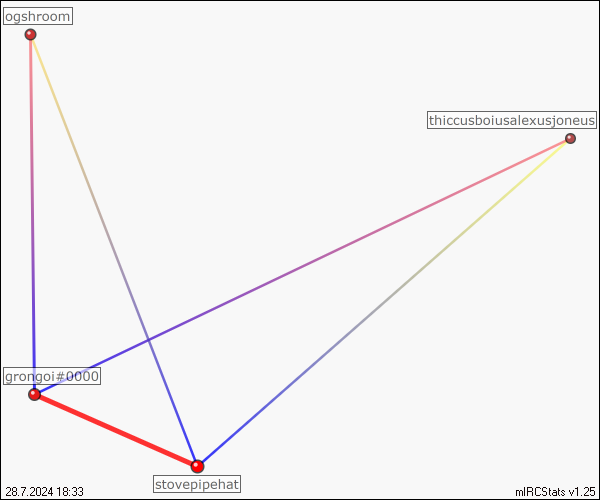 ogshroom
thiccusboiusalexusjoneus
grongoi#0000
stovepipehat
28.7.2024 18:33
mIRCStats v1.25